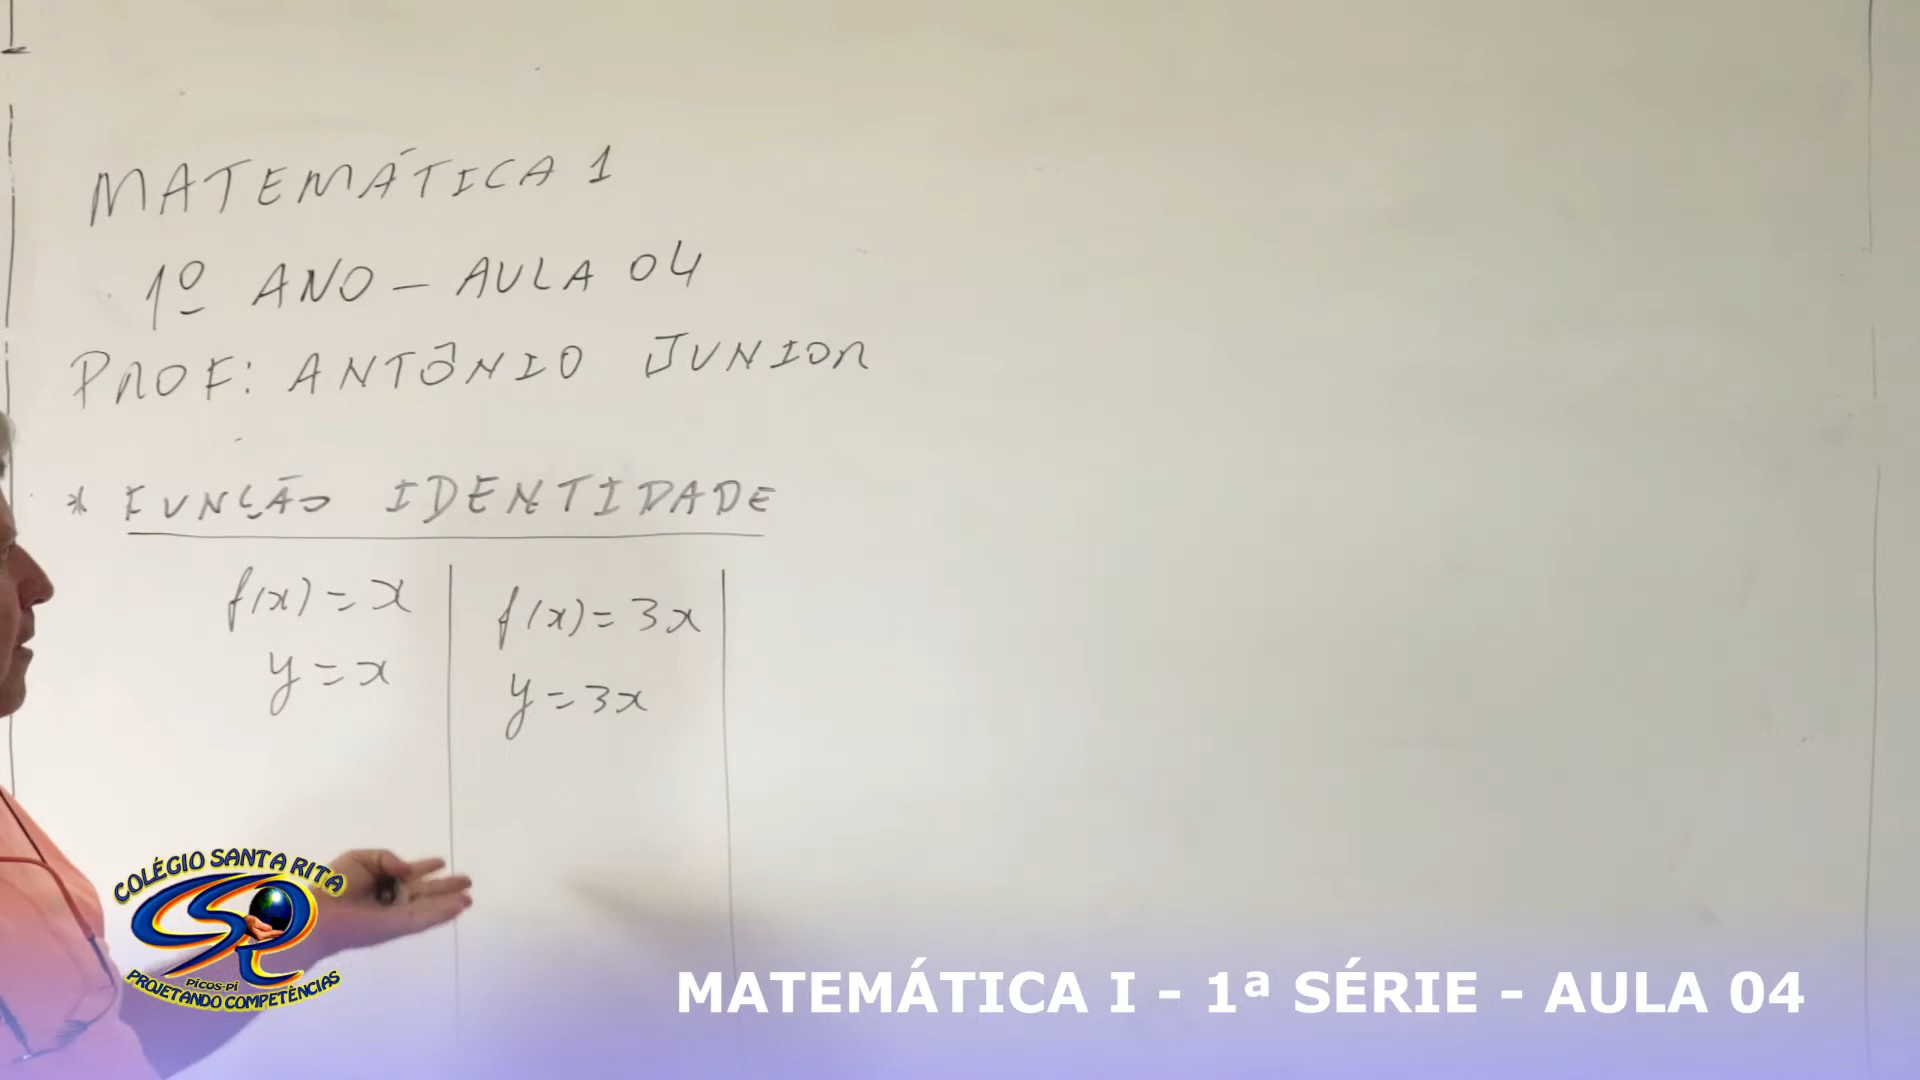 MATEMÁTICA 1
1º ANO - AULA 04
PROF: ANTÔNIO JUNIOR
* FUNÇÃO IDENTIDADE
f(x) = x
y = x
f(x) = 3x
y = 3x
COLÉGIO SANTA RITA
PICOS-PI
PROJETANDO COMPETÊNCIAS
MATEMÁTICA I - 1ª SÉRIE - AULA 04